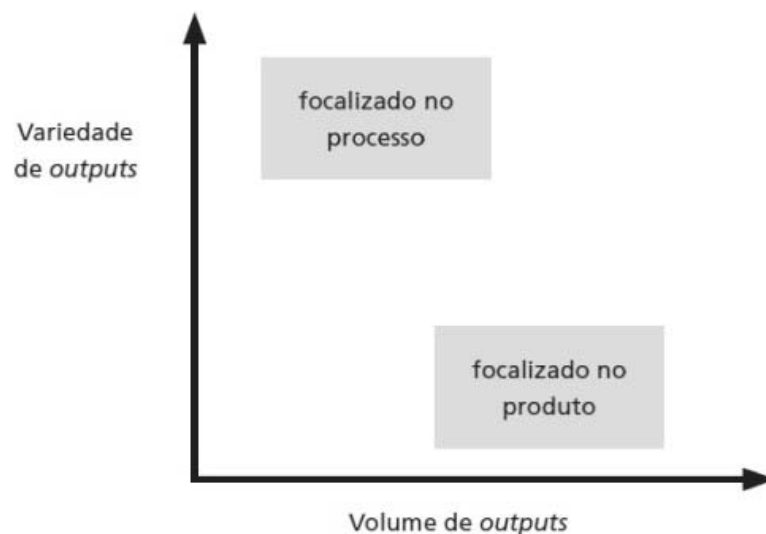 focalizado no
processo
Variedade
de outputs
focalizado no
produto
Volume de outputs